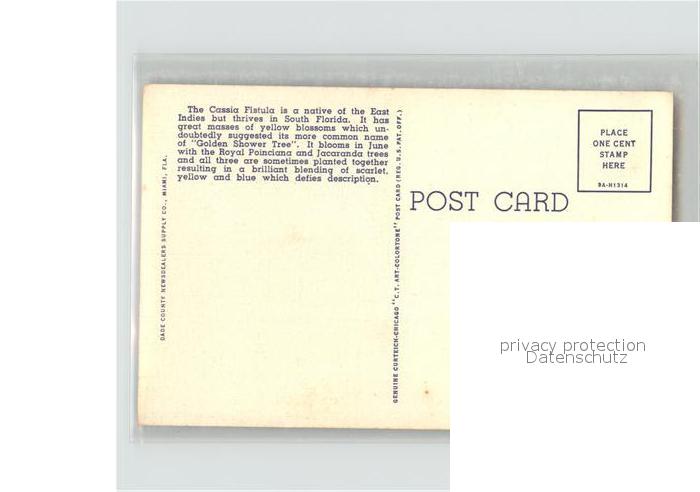 The Cassia Fistula is a native of the East
Indies but thrives in South Florida. It has
great masses of yellow blossoms which un-
doubtedly suggested its more common name
of "Golden Shower Tree". It blooms in June
with the Royal Poinciana and Jacaranda trees
and all three are sometimes planted together
resulting in a brilliant blending of scarlet,
yellow and blue which defies description.
DADE COUNTY NEWSDEALERS SUPPLY CO., MIAMI, FLA.
GENUINE CURTEICH-CHICAGO "C.T. ART-COLORTONE" POST CARD (REG. U.S. PAT. OFF.)
POST CARD
PLACE
ONE CENT
STAMP
HERE
9A-H1314
privacy protection
Datenschutz